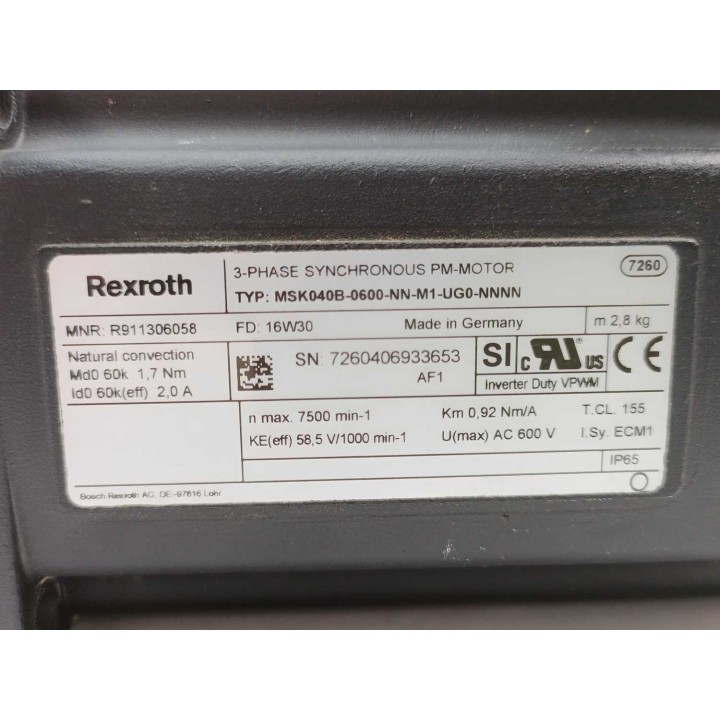 Rexroth
3-PHASE SYNCHRONOUS PM-MOTOR
7260
TYP: MSK040B-0600-NN-M1-UG0-NNNN
MNR: R911306058
FD: 16W30
Made in Germany
m 2,8 kg
Natural convection
Md0 60k 1,7 Nm
Id0 60k(eff) 2,0 A
SN: 7260406933653
AF1
SI
c RU US
CE
Inverter Duty VPWM
n max. 7500 min-1
Km 0,92 Nm/A
T.CL. 155
KE(eff) 58,5 V/1000 min-1
U(max) AC 600 V
I.Sy. ECM1
IP65
Bosch Rexroth AG, DE-97816 Lohr